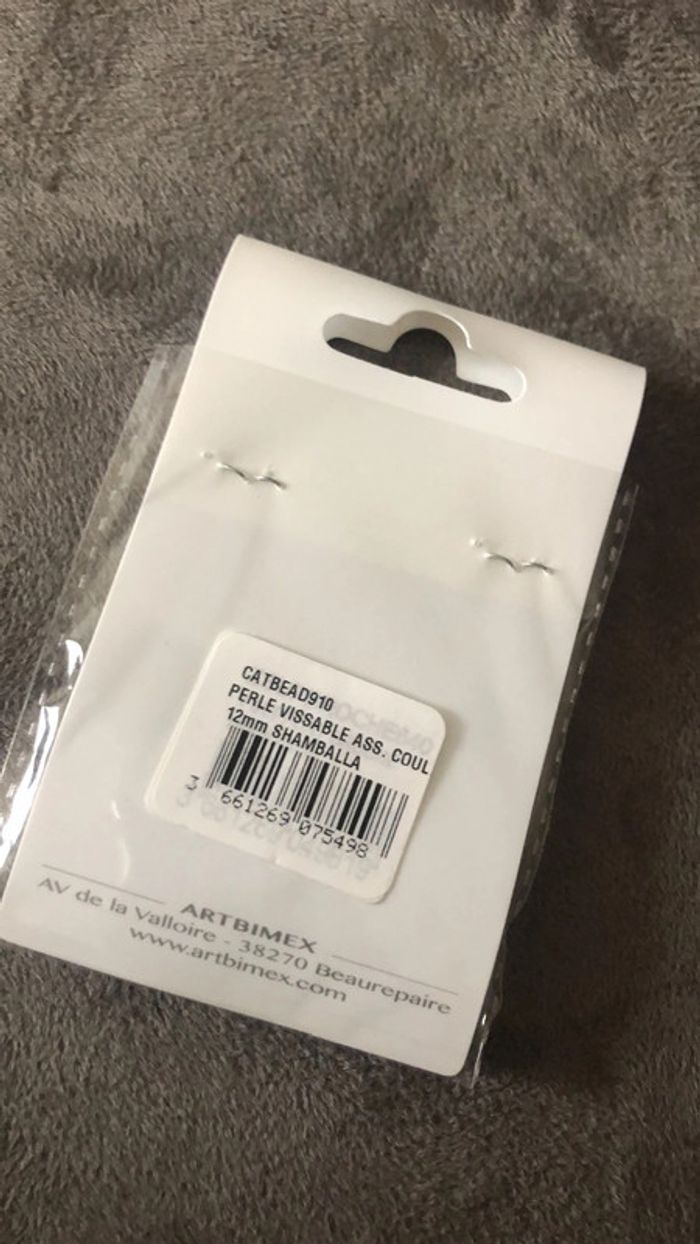 CATBEAD910
PERLE VISSABLE ASS. COUL
12mm SHAMBALLA
3 661269 075498
ARTBIMEX
AV de la Valloire - 38270 Beaurepaire
www.artbimex.com